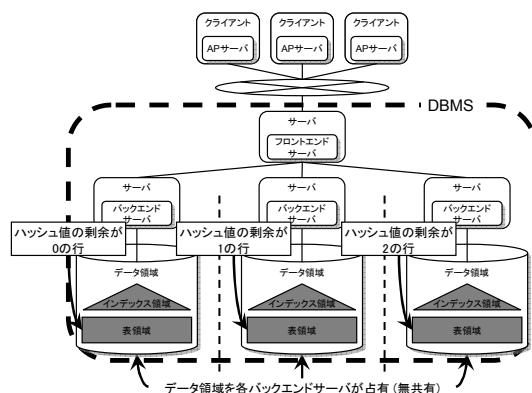 クライアント
APサーバ
クライアント
APサーバ
クライアント
APサーバ
DBMS
サーバ
フロントエンド
サーバ
サーバ
バックエンド
サーバ
サーバ
バックエンド
サーバ
サーバ
バックエンド
サーバ
ハッシュ値の剰余が
0の行
ハッシュ値の剰余が
1の行
ハッシュ値の剰余が
2の行
データ領域
インデックス領域
表領域
データ領域
インデックス領域
表領域
データ領域
インデックス領域
表領域
データ領域を各バックエンドサーバが占有(無共有)